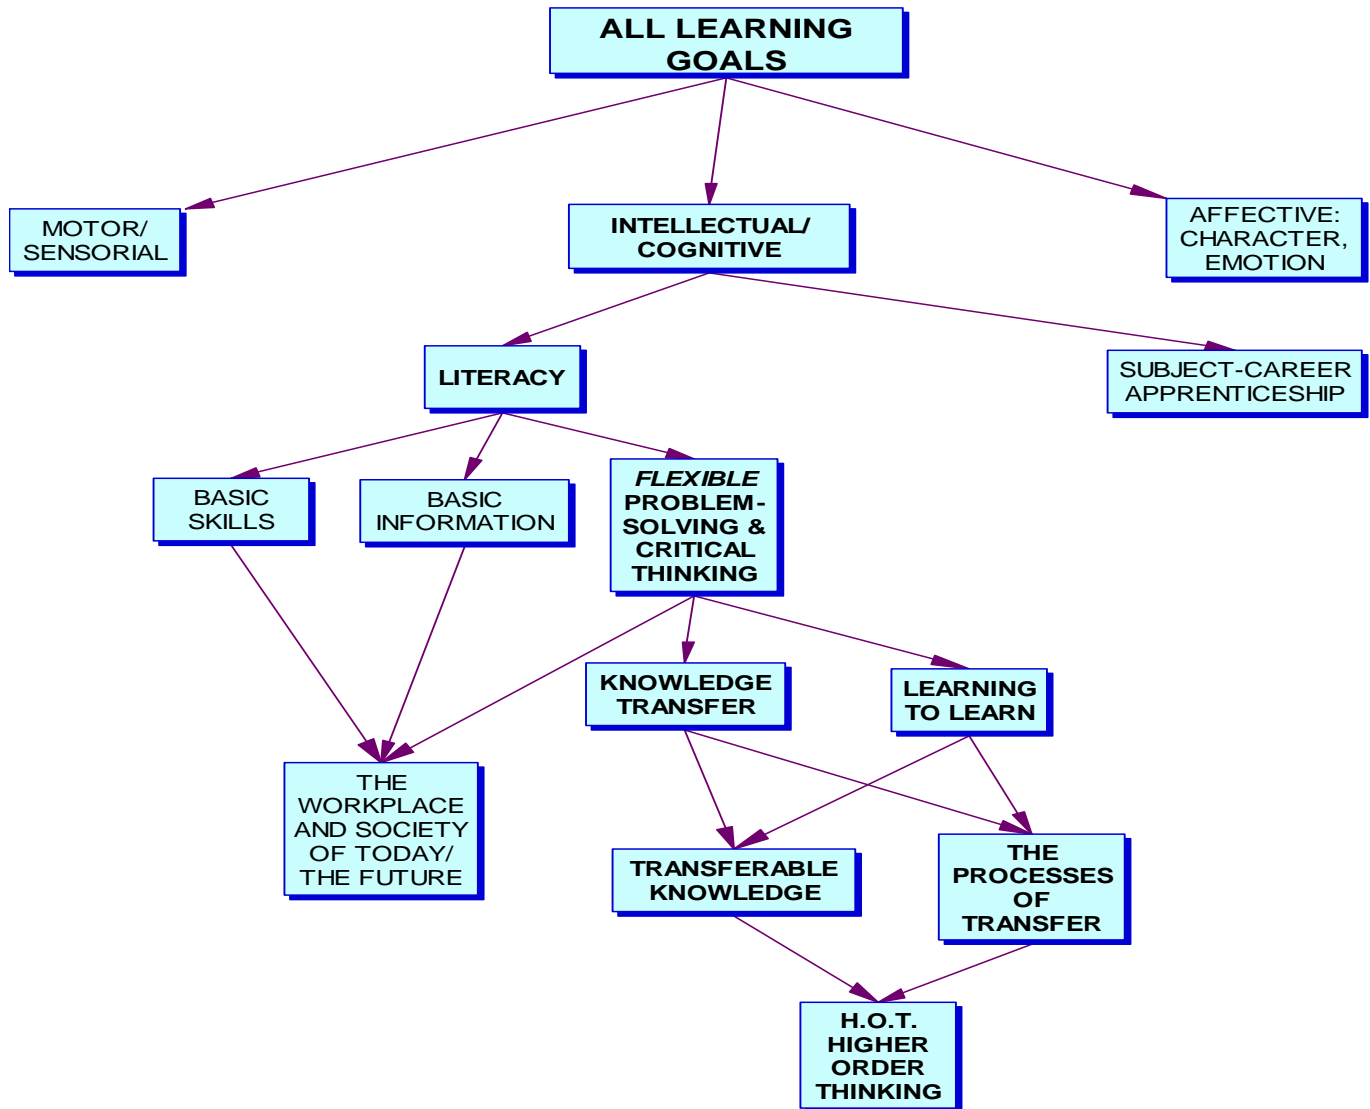 ALL LEARNING
GOALS
MOTOR/
SENSORIAL
INTELLECTUAL/
COGNITIVE
AFFECTIVE:
CHARACTER,
EMOTION
LITERACY
SUBJECT-CAREER
APPRENTICESHIP
BASIC
SKILLS
BASIC
INFORMATION
FLEXIBLE
PROBLEM-
SOLVING &
CRITICAL
THINKING
KNOWLEDGE
TRANSFER
LEARNING
TO LEARN
THE
WORKPLACE
AND SOCIETY
OF TODAY/
THE FUTURE
TRANSFERABLE
KNOWLEDGE
THE
PROCESSES
OF
TRANSFER
H.O.T.
HIGHER
ORDER
THINKING